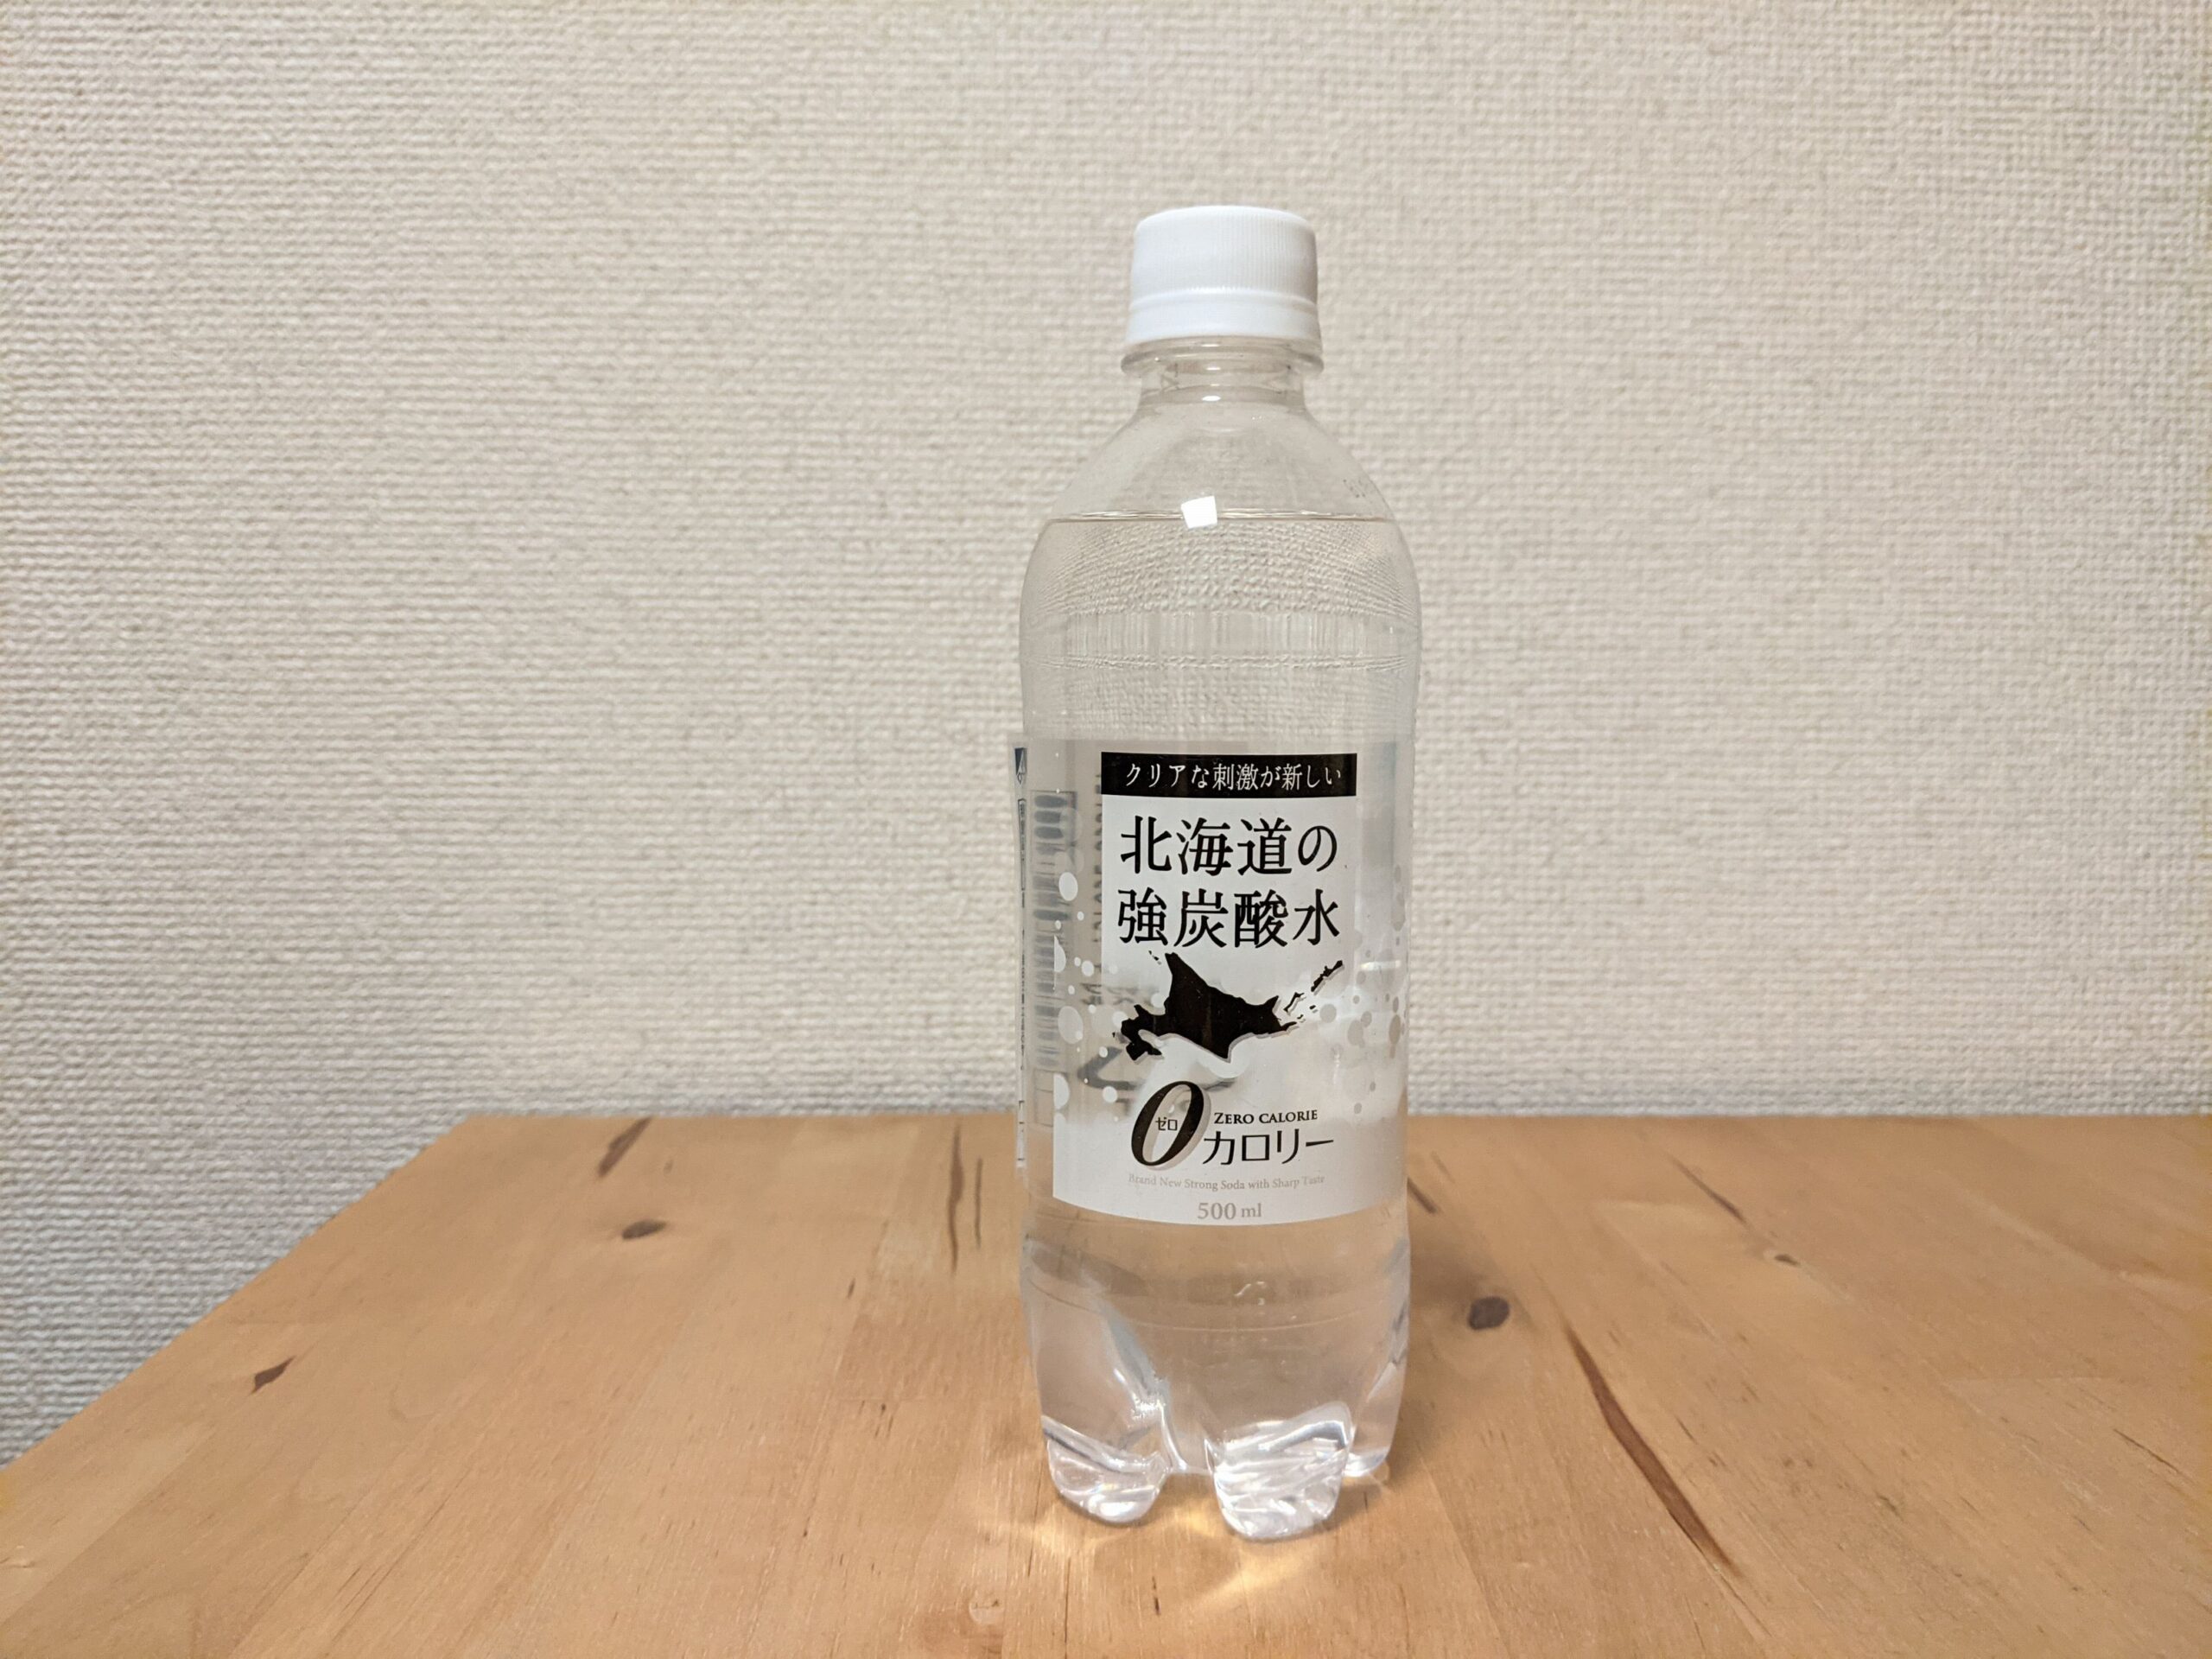 クリアな刺激が新しい
北海道の
強炭酸水
0
ゼロ
ZERO CALORIE
カロリー
Brand New Strong Soda with Sharp Taste
500 ml